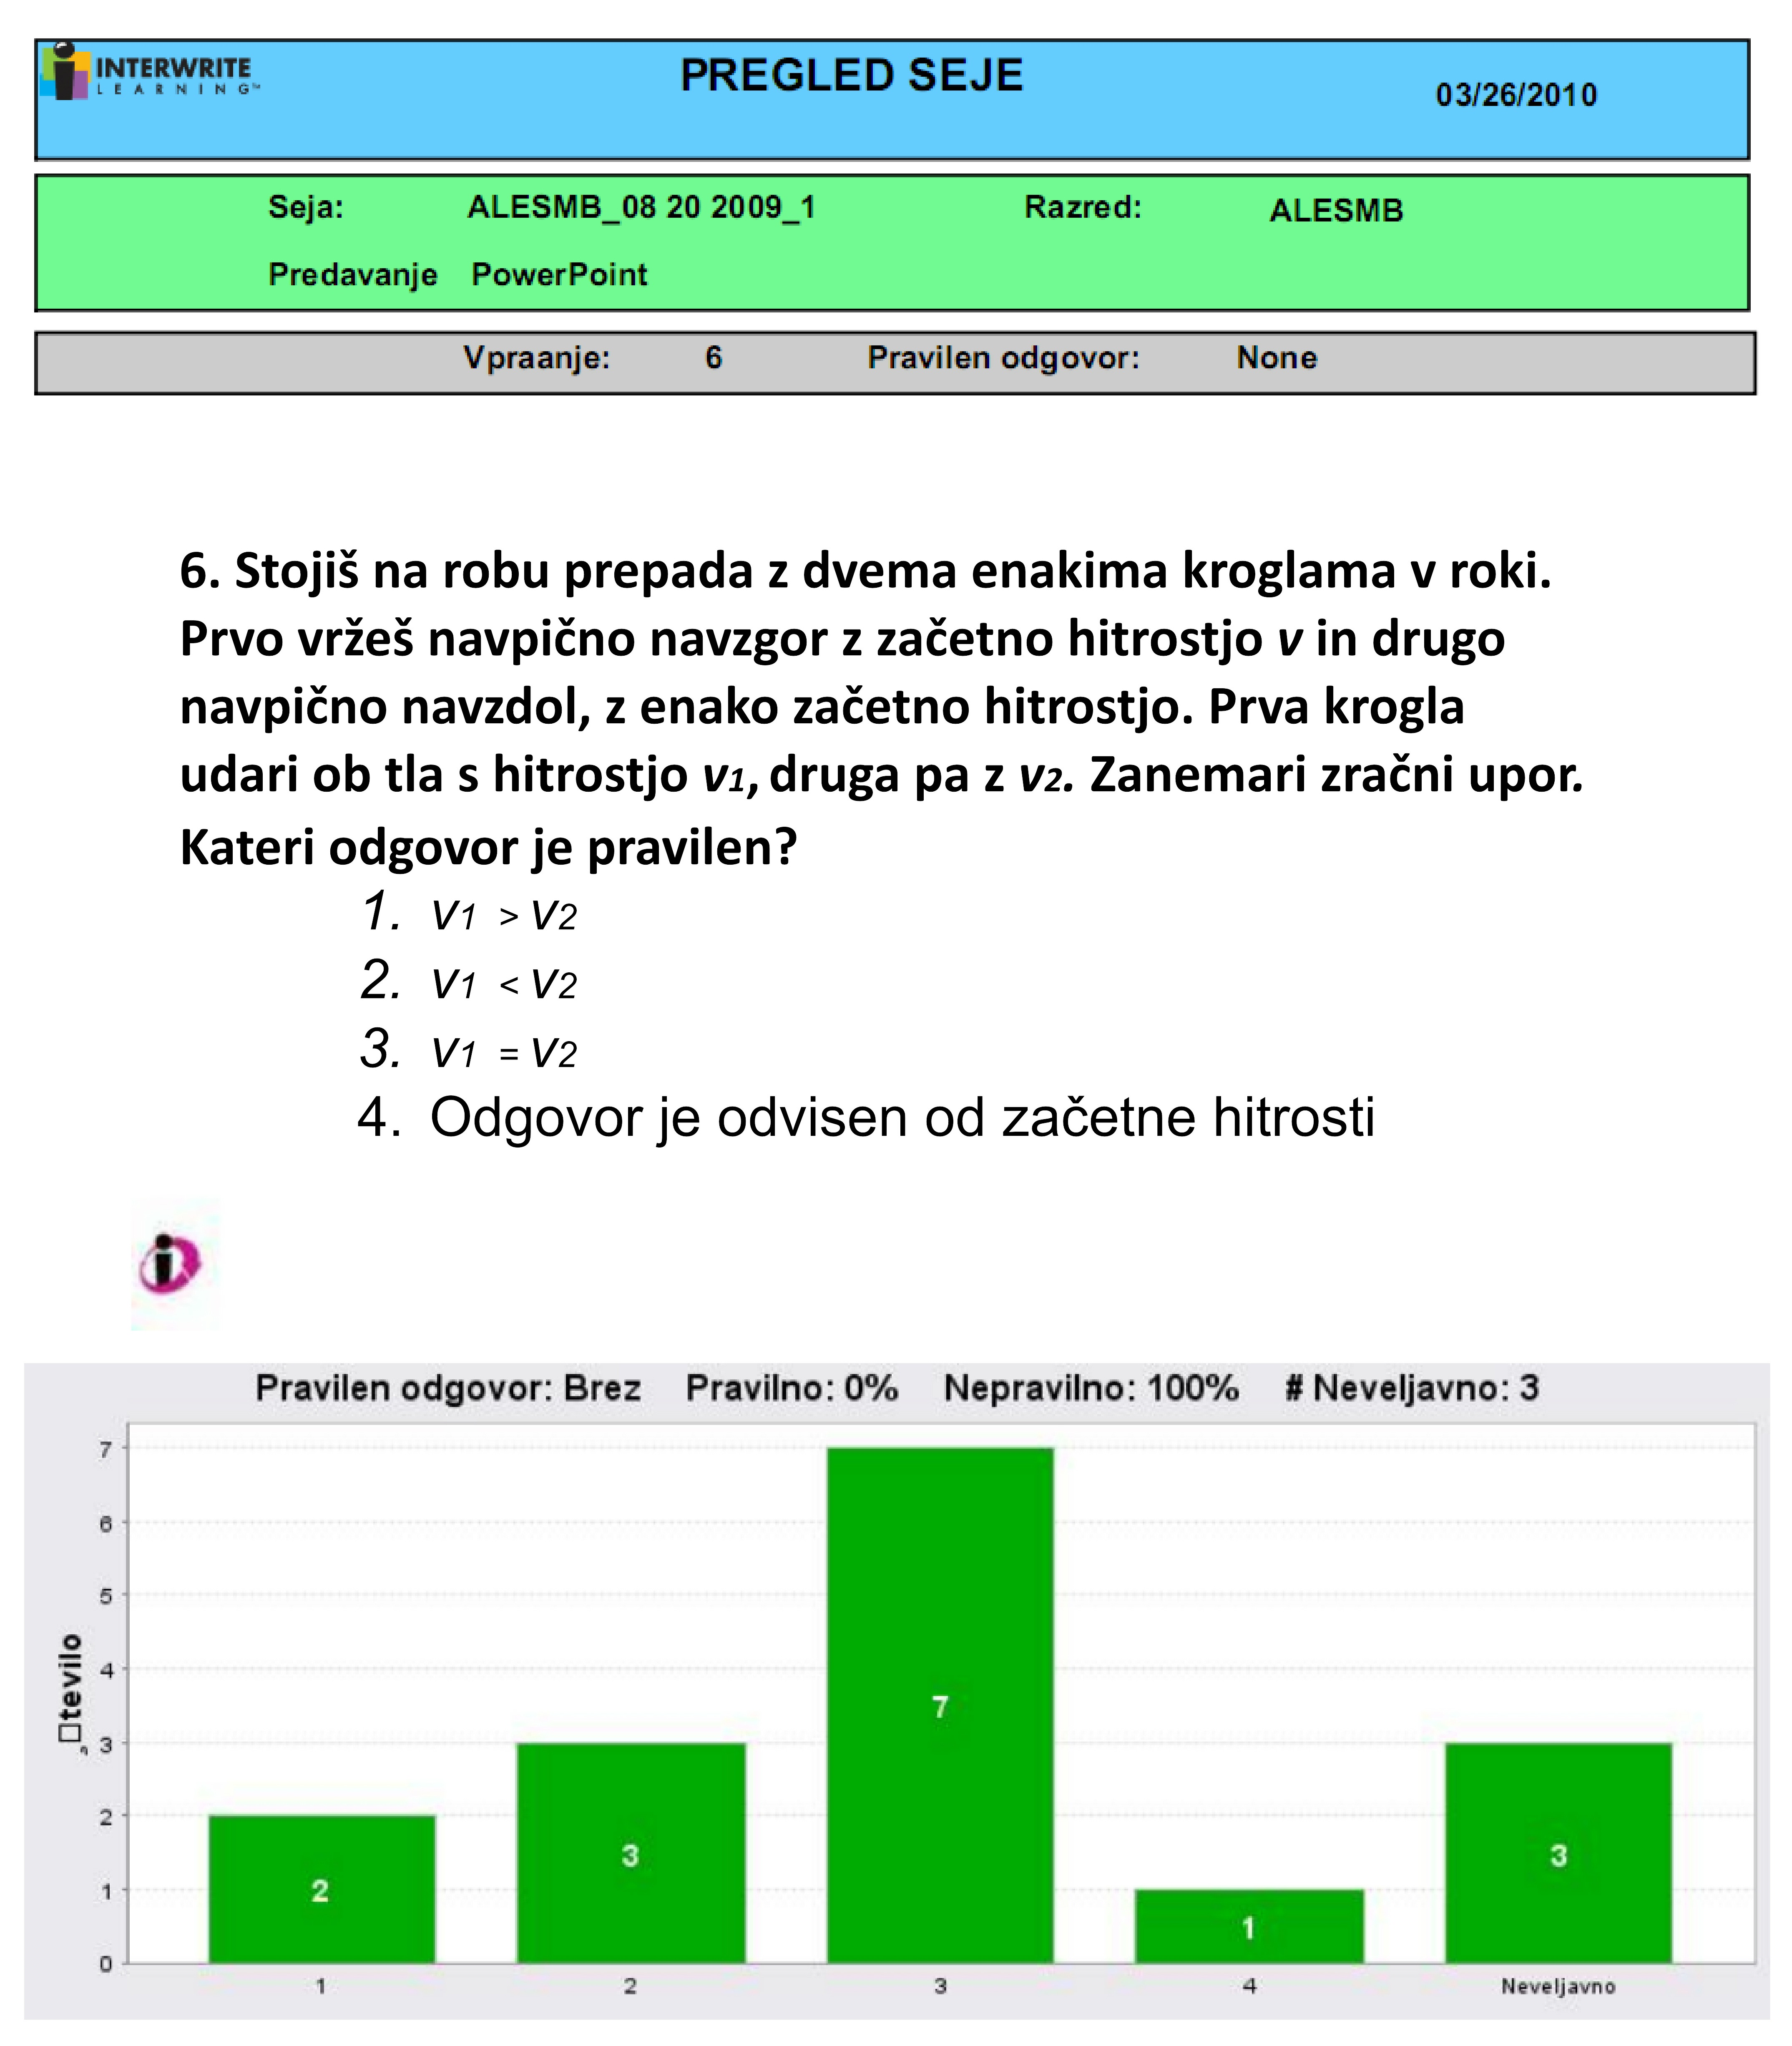 INTERWRITE
LEARNING™
PREGLED SEJE
03/26/2010
Seja: ALESMB_08 20 2009_1 Razred: ALESMB
Predavanje PowerPoint
Vpraanje: 6 Pravilen odgovor: None
6. Stojiš na robu prepada z dvema enakima kroglama v roki.
Prvo vržeš navpično navzgor z začetno hitrostjo v in drugo
navpično navzdol, z enako začetno hitrostjo. Prva krogla
udari ob tla s hitrostjo v1, druga pa z v2. Zanemari zračni upor.
Kateri odgovor je pravilen?
1. v1 > v2
2. v1 < v2
3. v1 = v2
4. Odgovor je odvisen od začetne hitrosti
Pravilen odgovor: Brez Pravilno: 0% Nepravilno: 100% # Neveljavno: 3
7
6
5
4
3
2
1
0
„□tevilo
2
3
7
1
3
1 2 3 4 Neveljavno